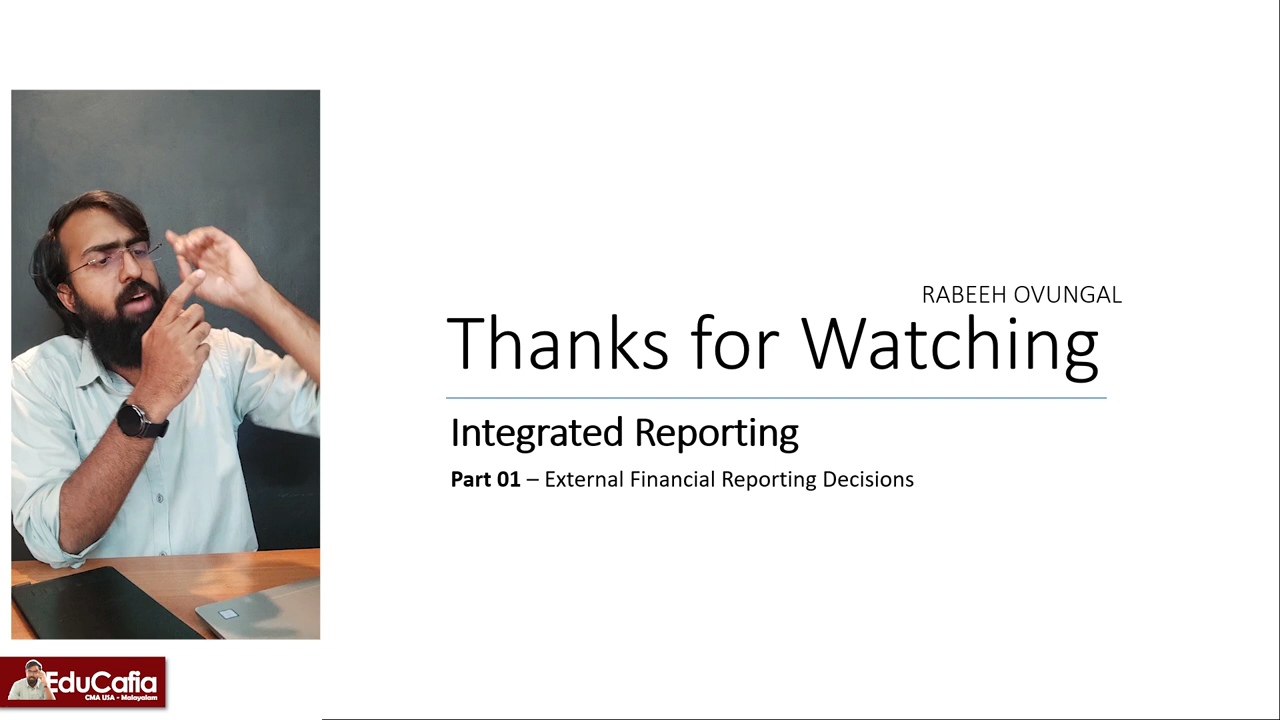 RABEEH OVUNGAL
Thanks for Watching
Integrated Reporting
Part 01 – External Financial Reporting Decisions
EduCafia
CMA USA - Malayalam